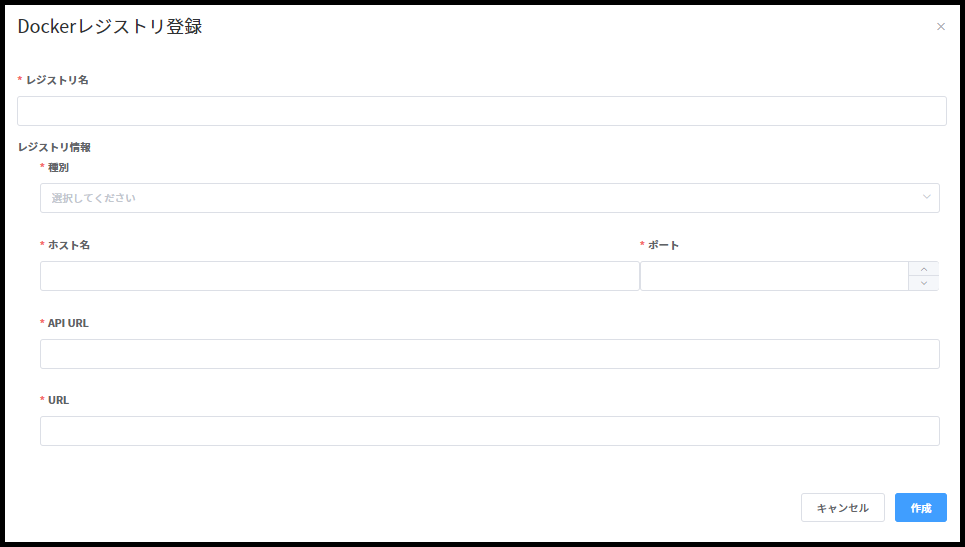 Dockerレジストリ登録
×
* レジストリ名
レジストリ情報
* 種別
選択してください
* ホスト名 * ポート
* API URL
* URL
キャンセル 作成